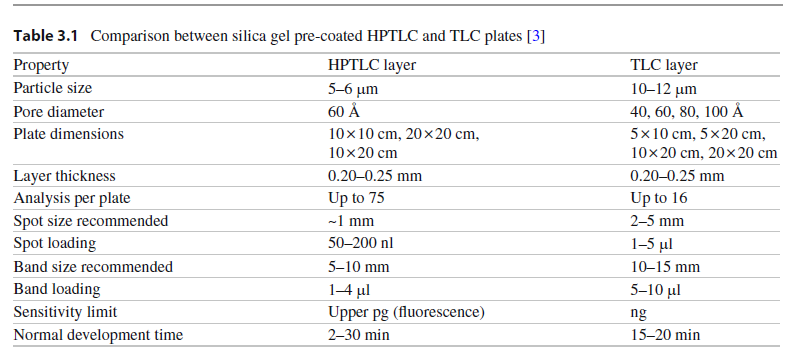 Table 3.1 Comparison between silica gel pre-coated HPTLC and TLC plates [3]
Property HPTLC layer TLC layer
Particle size 5–6 μm 10–12 μm
Pore diameter 60 Å 40, 60, 80, 100 Å
Plate dimensions 10×10 cm, 20×20 cm, 5×10 cm, 5×20 cm,
10×20 cm 10×20 cm, 20×20 cm
Layer thickness 0.20–0.25 mm 0.20–0.25 mm
Analysis per plate Up to 75 Up to 16
Spot size recommended ~1 mm 2–5 mm
Spot loading 50–200 nl 1–5 μl
Band size recommended 5–10 mm 10–15 mm
Band loading 1–4 μl 5–10 μl
Sensitivity limit Upper pg (fluorescence) ng
Normal development time 2–30 min 15–20 min